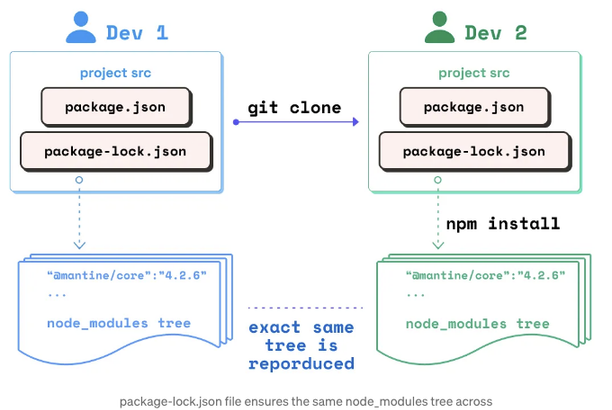 Dev 1
project src
package.json
package-lock.json
git clone
Dev 2
project src
package.json
package-lock.json
npm install
“@mantine/core":"4.2.6"
...
node_modules tree
exact same
tree is
reporduced
“@mantine/core":"4.2.6"
...
node_modules tree
package-lock.json file ensures the same node_modules tree across